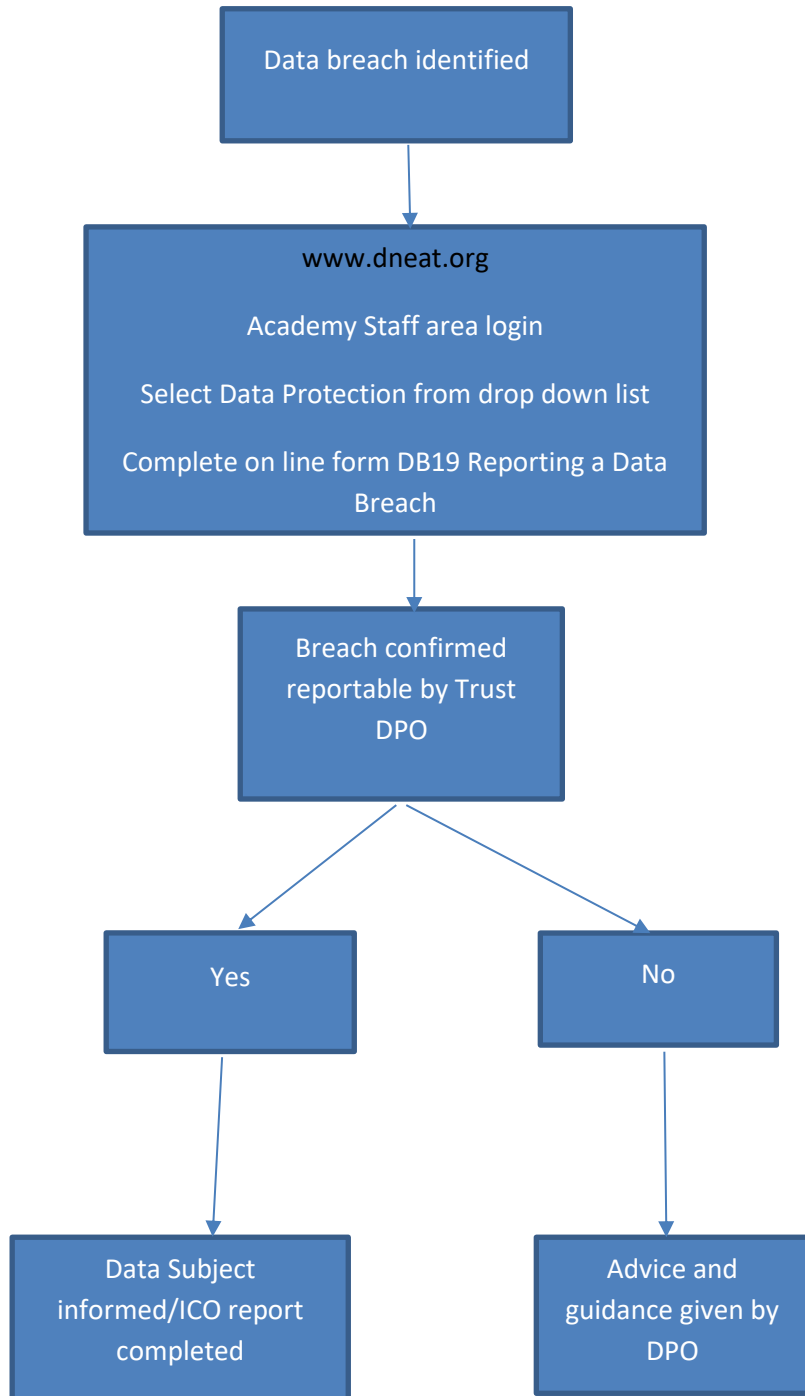 Data breach identified
www.dneat.org
Academy Staff area login
Select Data Protection from drop down list
Complete on line form DB19 Reporting a Data
Breach
Breach confirmed
reportable by Trust
DPO
Yes
No
Data Subject
informed/ICO report
completed
Advice and
guidance given by
DPO